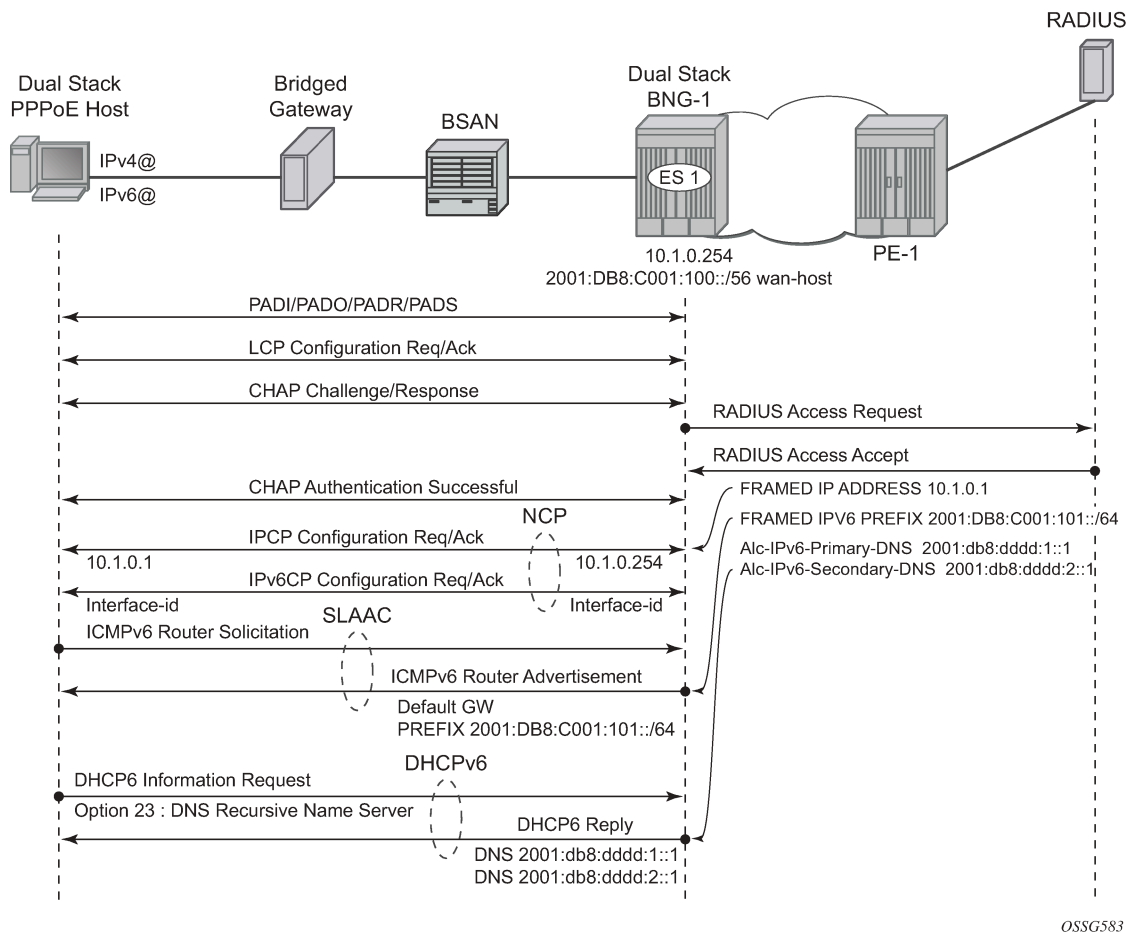 RADIUS
Dual Stack
PPPoE Host
Bridged
Gateway
BSAN
Dual Stack
BNG-1
IPv4@
IPv6@
ES 1
PE-1
10.1.0.254
2001:DB8:C001:100::/56 wan-host
PADI/PADO/PADR/PADS
LCP Configuration Req/Ack
CHAP Challenge/Response
RADIUS Access Request
RADIUS Access Accept
CHAP Authentication Successful
FRAMED IP ADDRESS 10.1.0.1
NCP
FRAMED IPV6 PREFIX 2001:DB8:C001:101::/64
IPCP Configuration Req/Ack
Alc-IPv6-Primary-DNS 2001:db8:dddd:1::1
10.1.0.1
10.1.0.254
Alc-IPv6-Secondary-DNS 2001:db8:dddd:2::1
IPv6CP Configuration Req/Ack
Interface-id
Interface-id
SLAAC
ICMPv6 Router Solicitation
ICMPv6 Router Advertisement
Default GW
PREFIX 2001:DB8:C001:101::/64
DHCPv6
DHCP6 Information Request
Option 23 : DNS Recursive Name Server
DHCP6 Reply
DNS 2001:db8:dddd:1::1
DNS 2001:db8:dddd:2::1
OSSG583